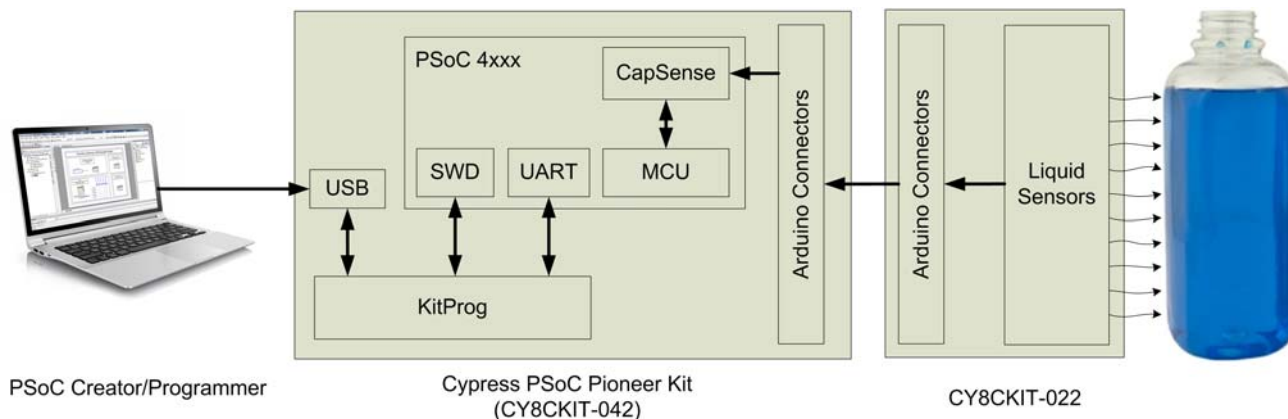 PSoC 4xxx
CapSense
SWD
UART
MCU
USB
KitProg
Arduino Connectors
Arduino Connectors
Liquid
Sensors
PSoC Creator/Programmer
Cypress PSoC Pioneer Kit
(CY8CKIT-042)
CY8CKIT-022